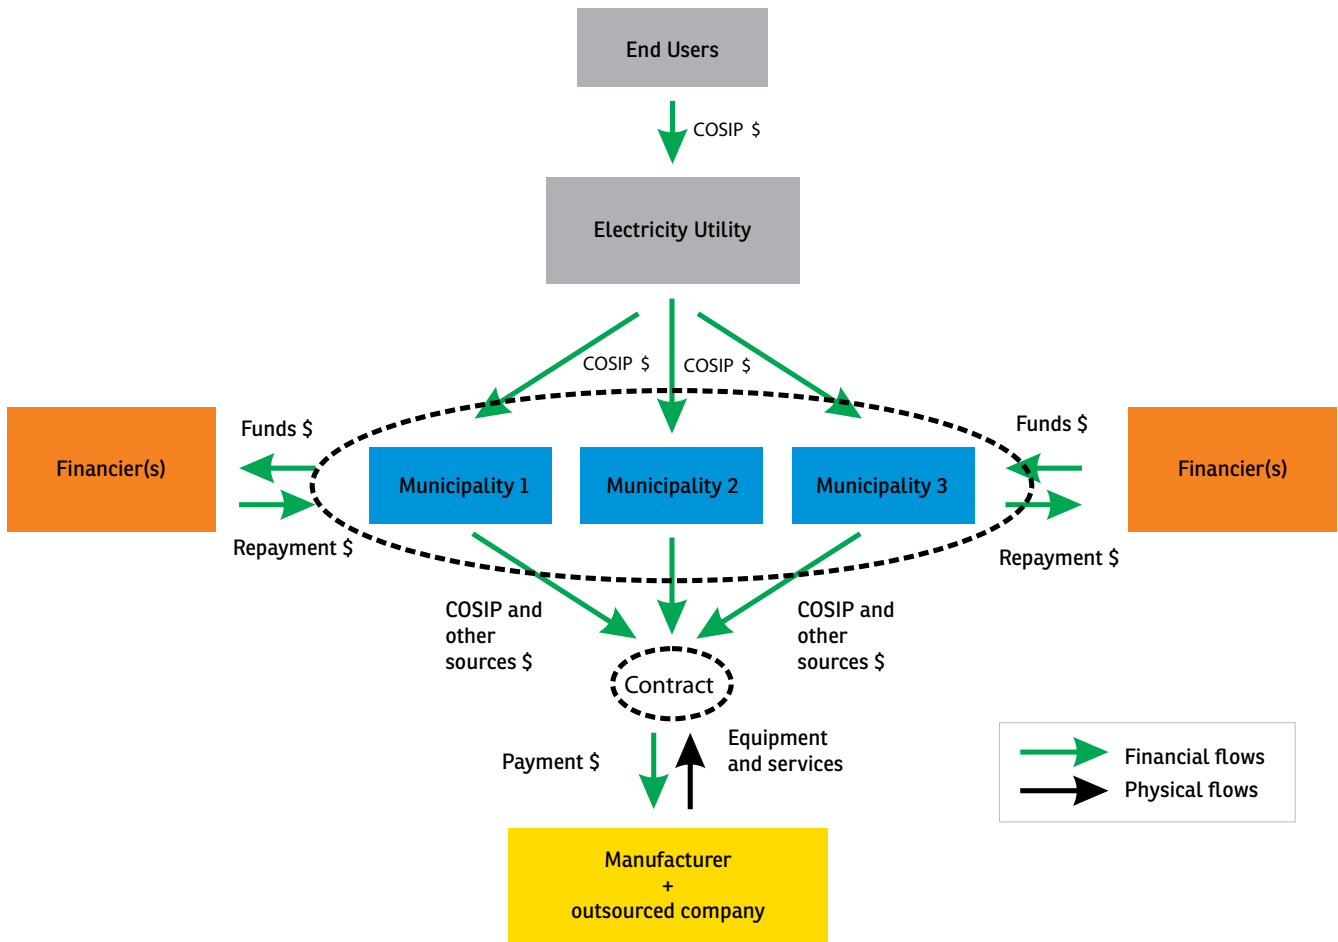 End Users
COSIP $
Electricity Utility
COSIP $
COSIP $
Funds $
Funds $
Financier(s)
Municipality 1
Municipality 2
Municipality 3
Financier(s)
Repayment $
Repayment $
COSIP and
other
sources $
COSIP and
other
sources $
Contract
Payment $
Equipment
and services
Financial flows
Physical flows
Manufacturer
+
outsourced company